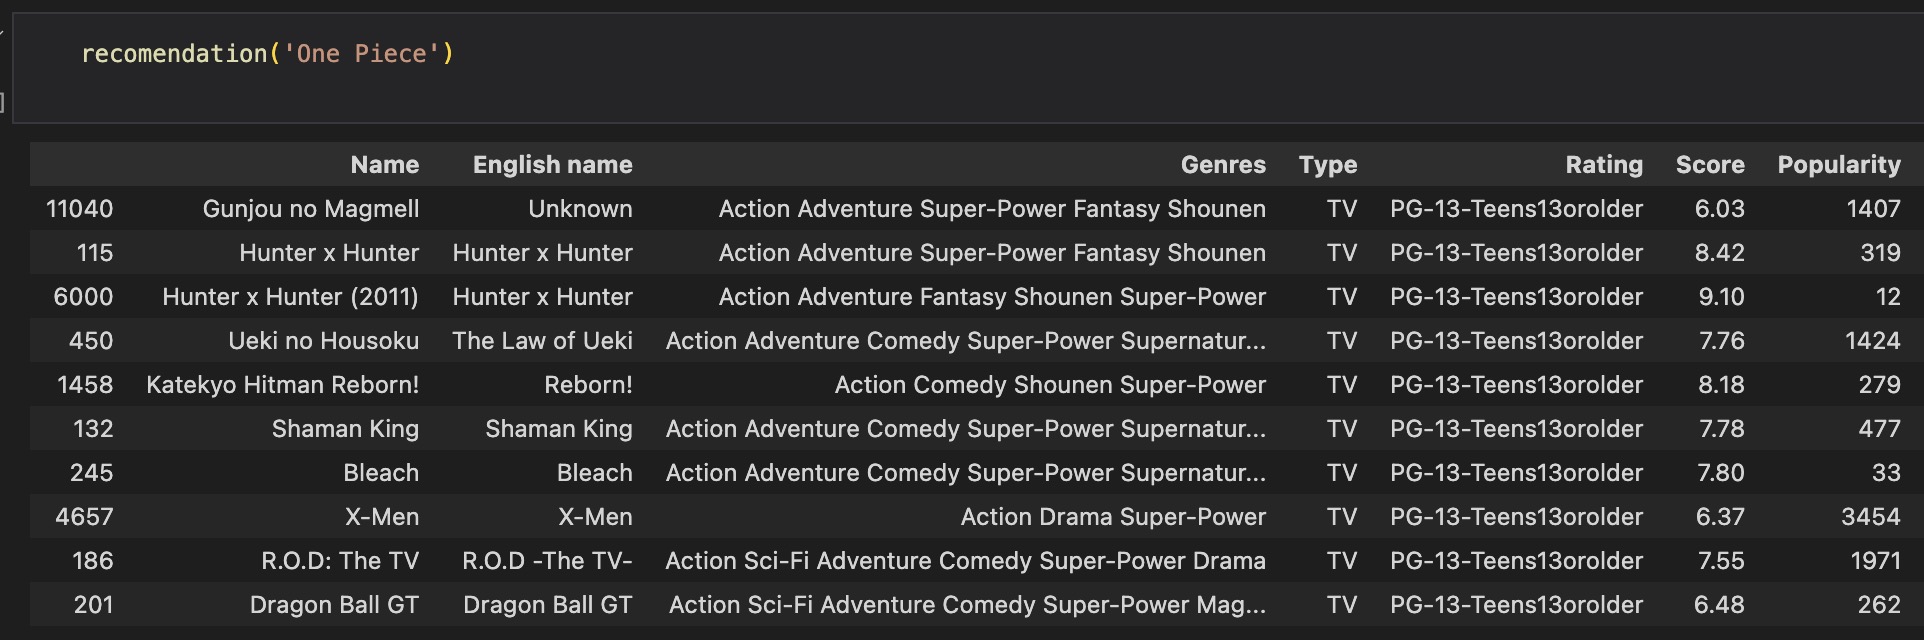 recomendation('One Piece')
Name English name Genres Type Rating Score Popularity
11040 Gunjou no Magmell Unknown Action Adventure Super-Power Fantasy Shounen TV PG-13-Teens13orolder 6.03 1407
115 Hunter x Hunter Hunter x Hunter Action Adventure Super-Power Fantasy Shounen TV PG-13-Teens13orolder 8.42 319
6000 Hunter x Hunter (2011) Hunter x Hunter Action Adventure Fantasy Shounen Super-Power TV PG-13-Teens13orolder 9.10 12
450 Ueki no Housoku The Law of Ueki Action Adventure Comedy Super-Power Supernatur... TV PG-13-Teens13orolder 7.76 1424
1458 Katekyo Hitman Reborn! Reborn! Action Comedy Shounen Super-Power TV PG-13-Teens13orolder 8.18 279
132 Shaman King Shaman King Action Adventure Comedy Super-Power Supernatur... TV PG-13-Teens13orolder 7.78 477
245 Bleach Bleach Action Adventure Comedy Super-Power Supernatur... TV PG-13-Teens13orolder 7.80 33
4657 X-Men X-Men Action Drama Super-Power TV PG-13-Teens13orolder 6.37 3454
186 R.O.D: The TV R.O.D -The TV- Action Sci-Fi Adventure Comedy Super-Power Drama TV PG-13-Teens13orolder 7.55 1971
201 Dragon Ball GT Dragon Ball GT Action Sci-Fi Adventure Comedy Super-Power Mag... TV PG-13-Teens13orolder 6.48 262